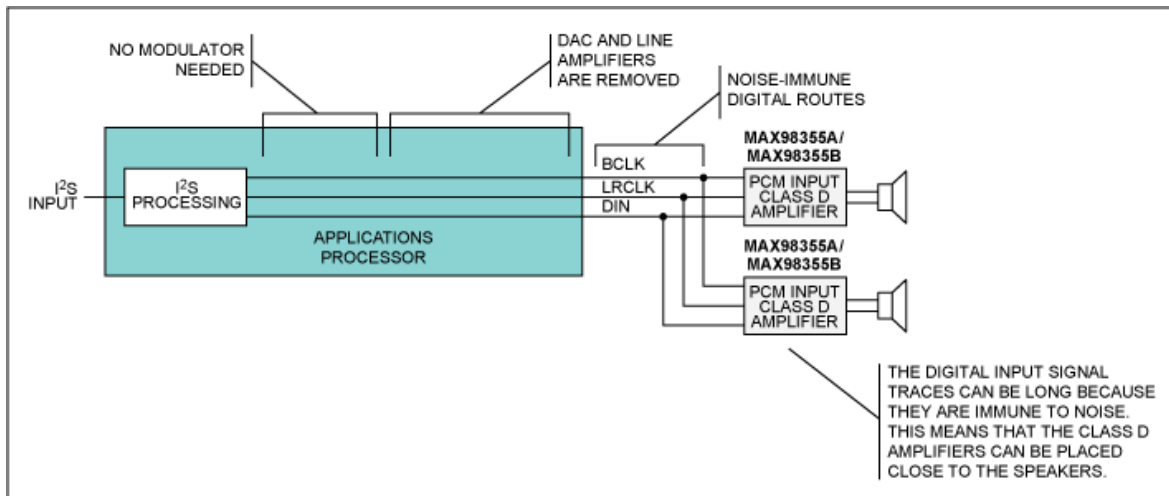 NO MODULATOR
NEEDED
DAC AND LINE
AMPLIFIERS
ARE REMOVED
NOISE-IMMUNE
DIGITAL ROUTES
I²S
INPUT
I²S
PROCESSING
APPLICATIONS
PROCESSOR
BCLK
LRCLK
DIN
MAX98355A/
MAX98355B
PCM INPUT
CLASS D
AMPLIFIER
MAX98355A/
MAX98355B
PCM INPUT
CLASS D
AMPLIFIER
THE DIGITAL INPUT SIGNAL
TRACES CAN BE LONG BECAUSE
THEY ARE IMMUNE TO NOISE.
THIS MEANS THAT THE CLASS D
AMPLIFIERS CAN BE PLACED
CLOSE TO THE SPEAKERS.